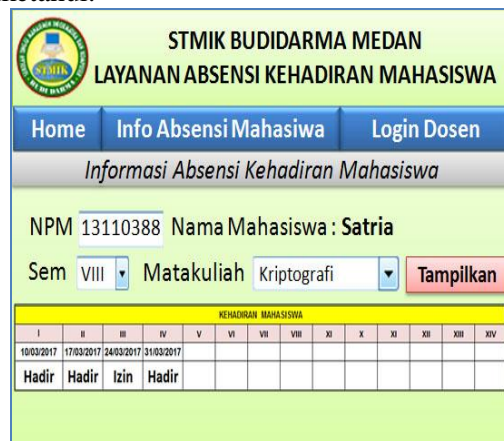 STMIK BUDIDARMA MEDAN
LAYANAN ABSENSI KEHADIRAN MAHASISWA
Home Info Absensi Mahasiwa Login Dosen
Informasi Absensi Kehadiran Mahasiswa
NPM 13110388 Nama Mahasiswa : Satria
Sem VIII Matakuliah Kriptografi Tampilkan
KEHADIRAN MAHASISWA
I II III IV V VI VII VIII XI X XI XII XIII XIV
10/03/2017 17/03/2017 24/03/2017 31/03/2017
Hadir Hadir Izin Hadir